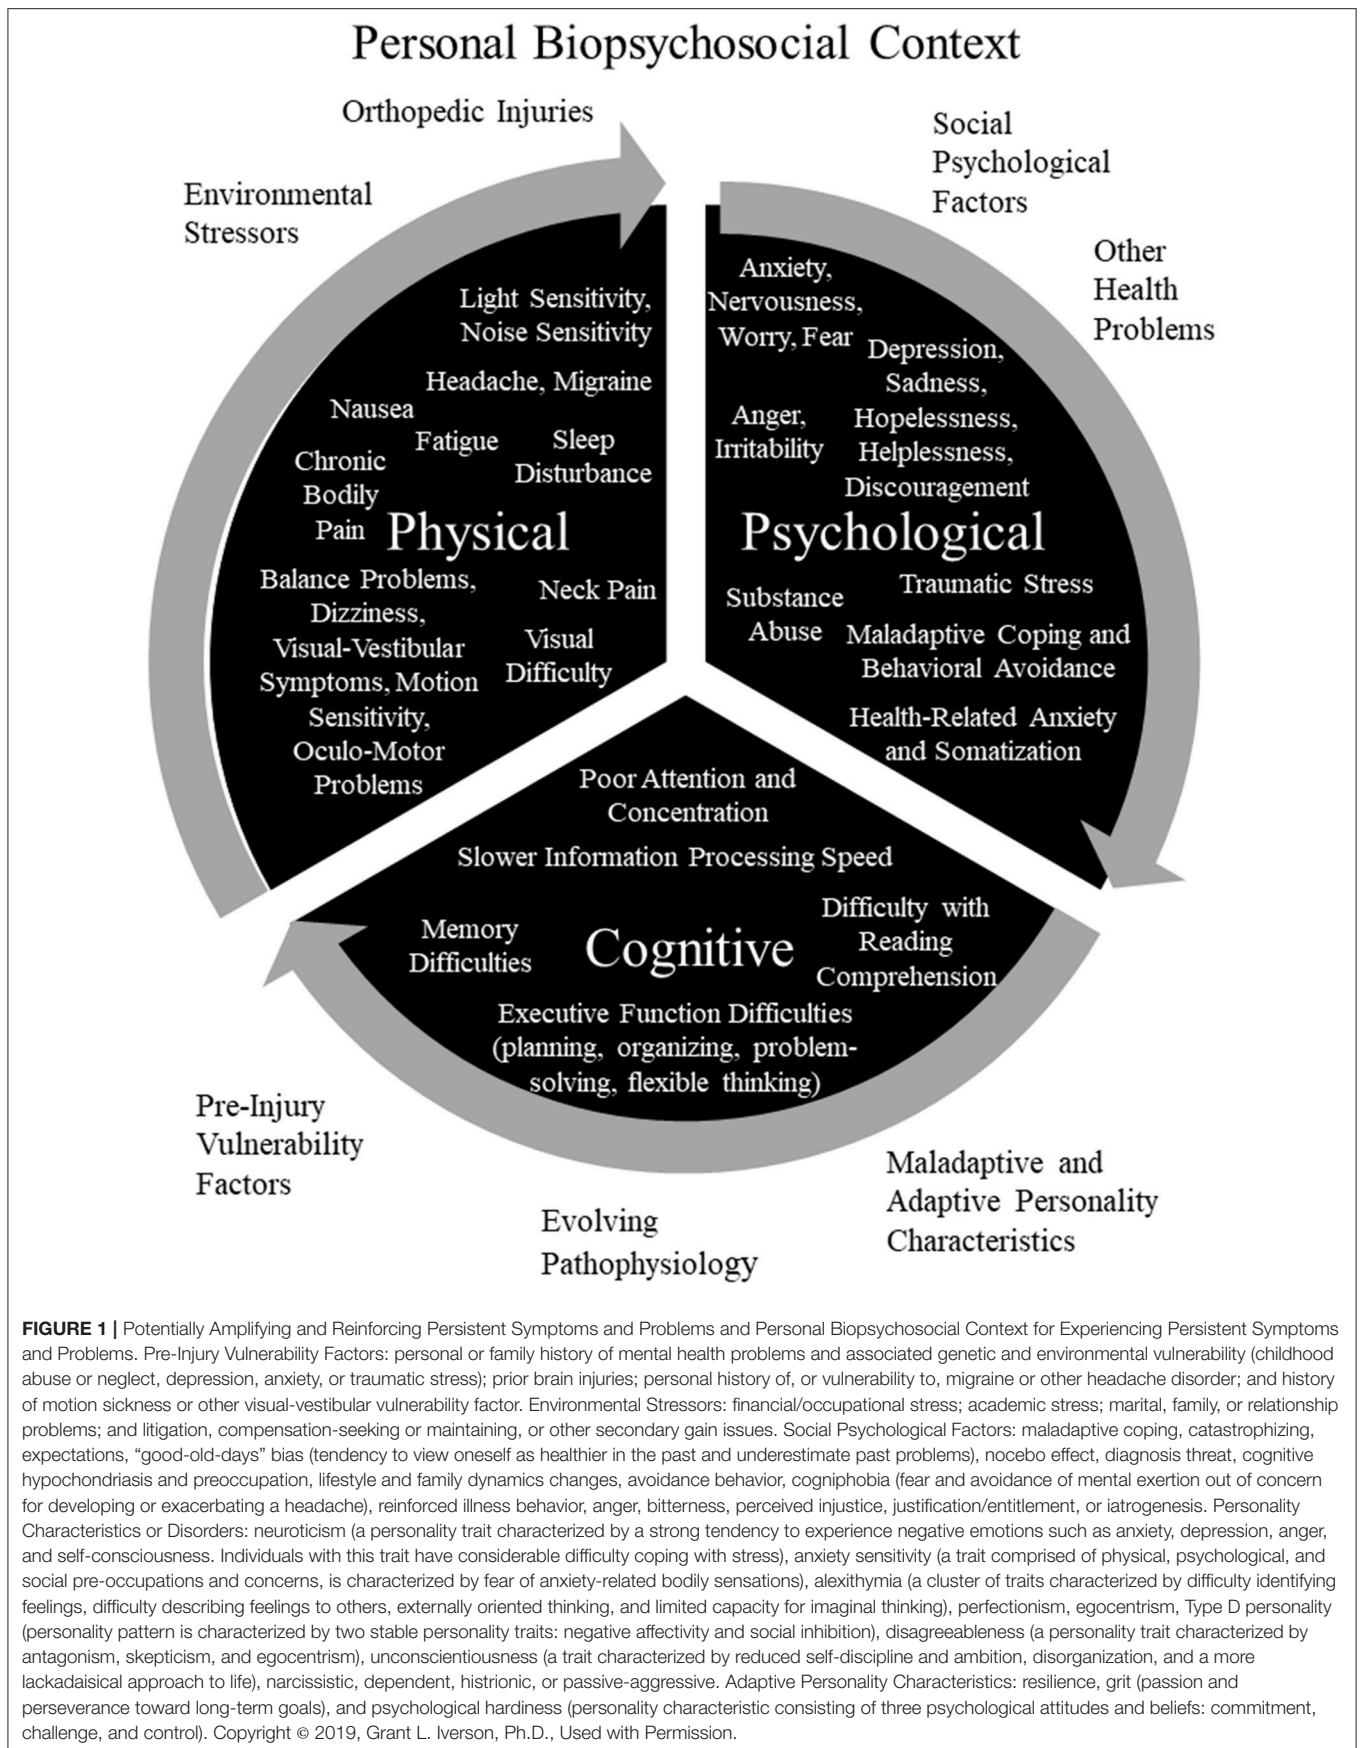 Personal Biopsychosocial Context
Orthopedic Injuries
Environmental
Stressors
Social
Psychological
Factors
Other
Health
Problems
Light Sensitivity,
Noise Sensitivity
Headache, Migraine
Nausea
Fatigue
Sleep
Disturbance
Chronic
Bodily
Pain
Physical
Balance Problems,
Dizziness,
Visual-Vestibular
Symptoms, Motion
Sensitivity,
Oculo-Motor
Problems
Neck Pain
Visual
Difficulty
Anxiety,
Nervousness,
Worry, Fear
Depression,
Sadness,
Hopelessness,
Helplessness,
Discouragement
Anger,
Irritability
Psychological
Traumatic Stress
Substance
Abuse
Maladaptive Coping and
Behavioral Avoidance
Health-Related Anxiety
and Somatization
Poor Attention and
Concentration
Slower Information Processing Speed
Memory
Difficulties
Cognitive
Difficulty with
Reading
Comprehension
Executive Function Difficulties
(planning, organizing, problem-
solving, flexible thinking)
Pre-Injury
Vulnerability
Factors
Evolving
Pathophysiology
Maladaptive and
Adaptive Personality
Characteristics
FIGURE 1 | Potentially Amplifying and Reinforcing Persistent Symptoms and Problems and Personal Biopsychosocial Context for Experiencing Persistent Symptoms
and Problems. Pre-Injury Vulnerability Factors: personal or family history of mental health problems and associated genetic and environmental vulnerability (childhood
abuse or neglect, depression, anxiety, or traumatic stress); prior brain injuries; personal history of, or vulnerability to, migraine or other headache disorder; and history
of motion sickness or other visual-vestibular vulnerability factor. Environmental Stressors: financial/occupational stress; academic stress; marital, family, or relationship
problems; and litigation, compensation-seeking or maintaining, or other secondary gain issues. Social Psychological Factors: maladaptive coping, catastrophizing,
expectations, “good-old-days” bias (tendency to view oneself as healthier in the past and underestimate past problems), nocebo effect, diagnosis threat, cognitive
hypochondriasis and preoccupation, lifestyle and family dynamics changes, avoidance behavior, cogniphobia (fear and avoidance of mental exertion out of concern
for developing or exacerbating a headache), reinforced illness behavior, anger, bitterness, perceived injustice, justification/entitlement, or iatrogenesis. Personality
Characteristics or Disorders: neuroticism (a personality trait characterized by a strong tendency to experience negative emotions such as anxiety, depression, anger,
and self-consciousness. Individuals with this trait have considerable difficulty coping with stress), anxiety sensitivity (a trait comprised of physical, psychological, and
social pre-occupations and concerns, is characterized by fear of anxiety-related bodily sensations), alexithymia (a cluster of traits characterized by difficulty identifying
feelings, difficulty describing feelings to others, externally oriented thinking, and limited capacity for imaginal thinking), perfectionism, egocentrism, Type D personality
(personality pattern is characterized by two stable personality traits: negative affectivity and social inhibition), disagreeableness (a personality trait characterized by
antagonism, skepticism, and egocentrism), unconscientiousness (a trait characterized by reduced self-discipline and ambition, disorganization, and a more
lackadaisical approach to life), narcissistic, dependent, histrionic, or passive-aggressive. Adaptive Personality Characteristics: resilience, grit (passion and
perseverance toward long-term goals), and psychological hardiness (personality characteristic consisting of three psychological attitudes and beliefs: commitment,
challenge, and control). Copyright © 2019, Grant L. Iverson, Ph.D., Used with Permission.